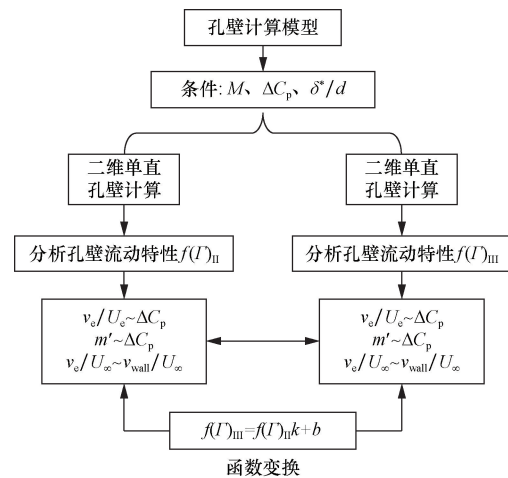 孔壁计算模型
条件: M、ΔCp、δ*/d
二维单直
孔壁计算
二维单直
孔壁计算
分析孔壁流动特性f(Γ)II
分析孔壁流动特性f(Γ)III
ve/Ue~ΔCp
m′~ΔCp
ve/U∞~vwall/U∞
ve/Ue~ΔCp
m′~ΔCp
ve/U∞~vwall/U∞
f(Γ)III=f(Γ)IIk+b
函数变换